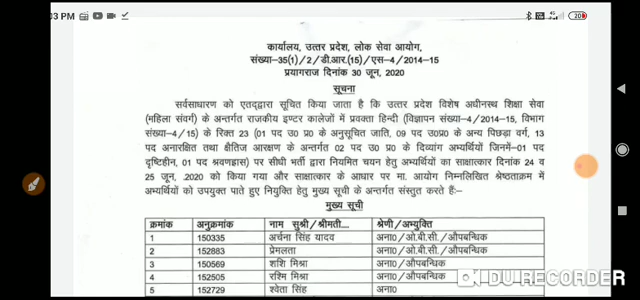 :03 PM
20
कार्यालय, उत्तर प्रदेश, लोक सेवा आयोग,
संख्या-35(1)/2/डी.आर.(15)/एस-4/2014-15
प्रयागराज दिनांक 30 जून, 2020
सूचना
सर्वसाधारण को एतद्द्वारा सूचित किया जाता है कि उत्तर प्रदेश विशेष अधीनस्थ शिक्षा सेवा
(महिला संवर्ग) के अन्तर्गत राजकीय इण्टर कालेजों में प्रवक्ता हिन्दी (विज्ञापन संख्या-4/2014-15, विभाग
संख्या-4/15) के रिक्त 23 (01 पद उ0 प्र0 के अनुसूचित जाति, 09 पद उ0प्र0 के अन्य पिछड़ा वर्ग, 13
पद अनारक्षित तथा क्षैतिज आरक्षण के अन्तर्गत 02 पद उ0 प्र0 के दिव्यांग अभ्यर्थियों जिनमें-01 पद
दृष्टिहीन, 01 पद श्रवणह्रास) पर सीधी भर्ती द्वारा नियमित चयन हेतु अभ्यर्थियों का साक्षात्कार दिनांक 24 व
25 जून, 2020 को किया गया और साक्षात्कार के आधार पर मा. आयोग निम्नलिखित श्रेष्ठताक्रम में
अभ्यर्थियों को उपयुक्त पाते हुए नियुक्ति हेतु मुख्य सूची के अन्तर्गत संस्तुत करते हैं:-
मुख्य सूची
क्रमांक अनुक्रमांक नाम सुश्री/श्रीमती.... श्रेणी/अभ्युक्ति
1 150335 अर्चना सिंह यादव अना0/ओ.बी.सी./औपबन्धिक
2 152883 प्रेमलता अना0/ओ.बी.सी./औपबन्धिक
3 150569 शशि मिश्रा अना0/औपबन्धिक
4 152505 रश्मि मिश्रा अना0/औपबन्धिक
5 152729 श्वेता सिंह अना0
DU RECORDER